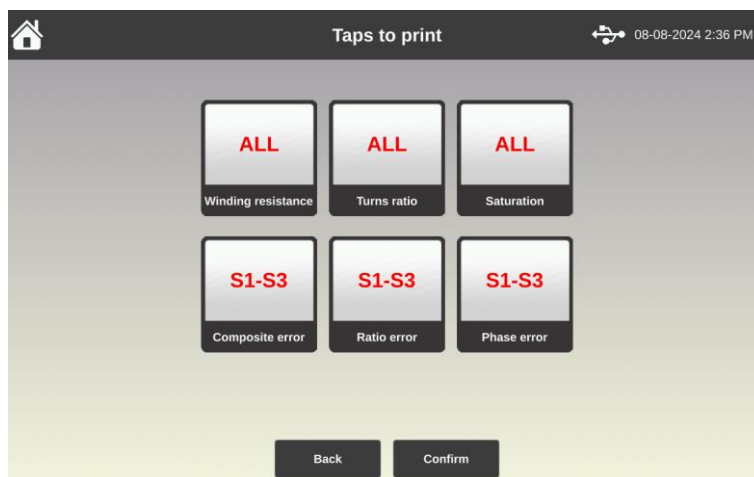 Taps to print
08-08-2024 2:36 PM
ALL
Winding resistance
ALL
Turns ratio
ALL
Saturation
S1-S3
Composite error
S1-S3
Ratio error
S1-S3
Phase error
Back
Confirm